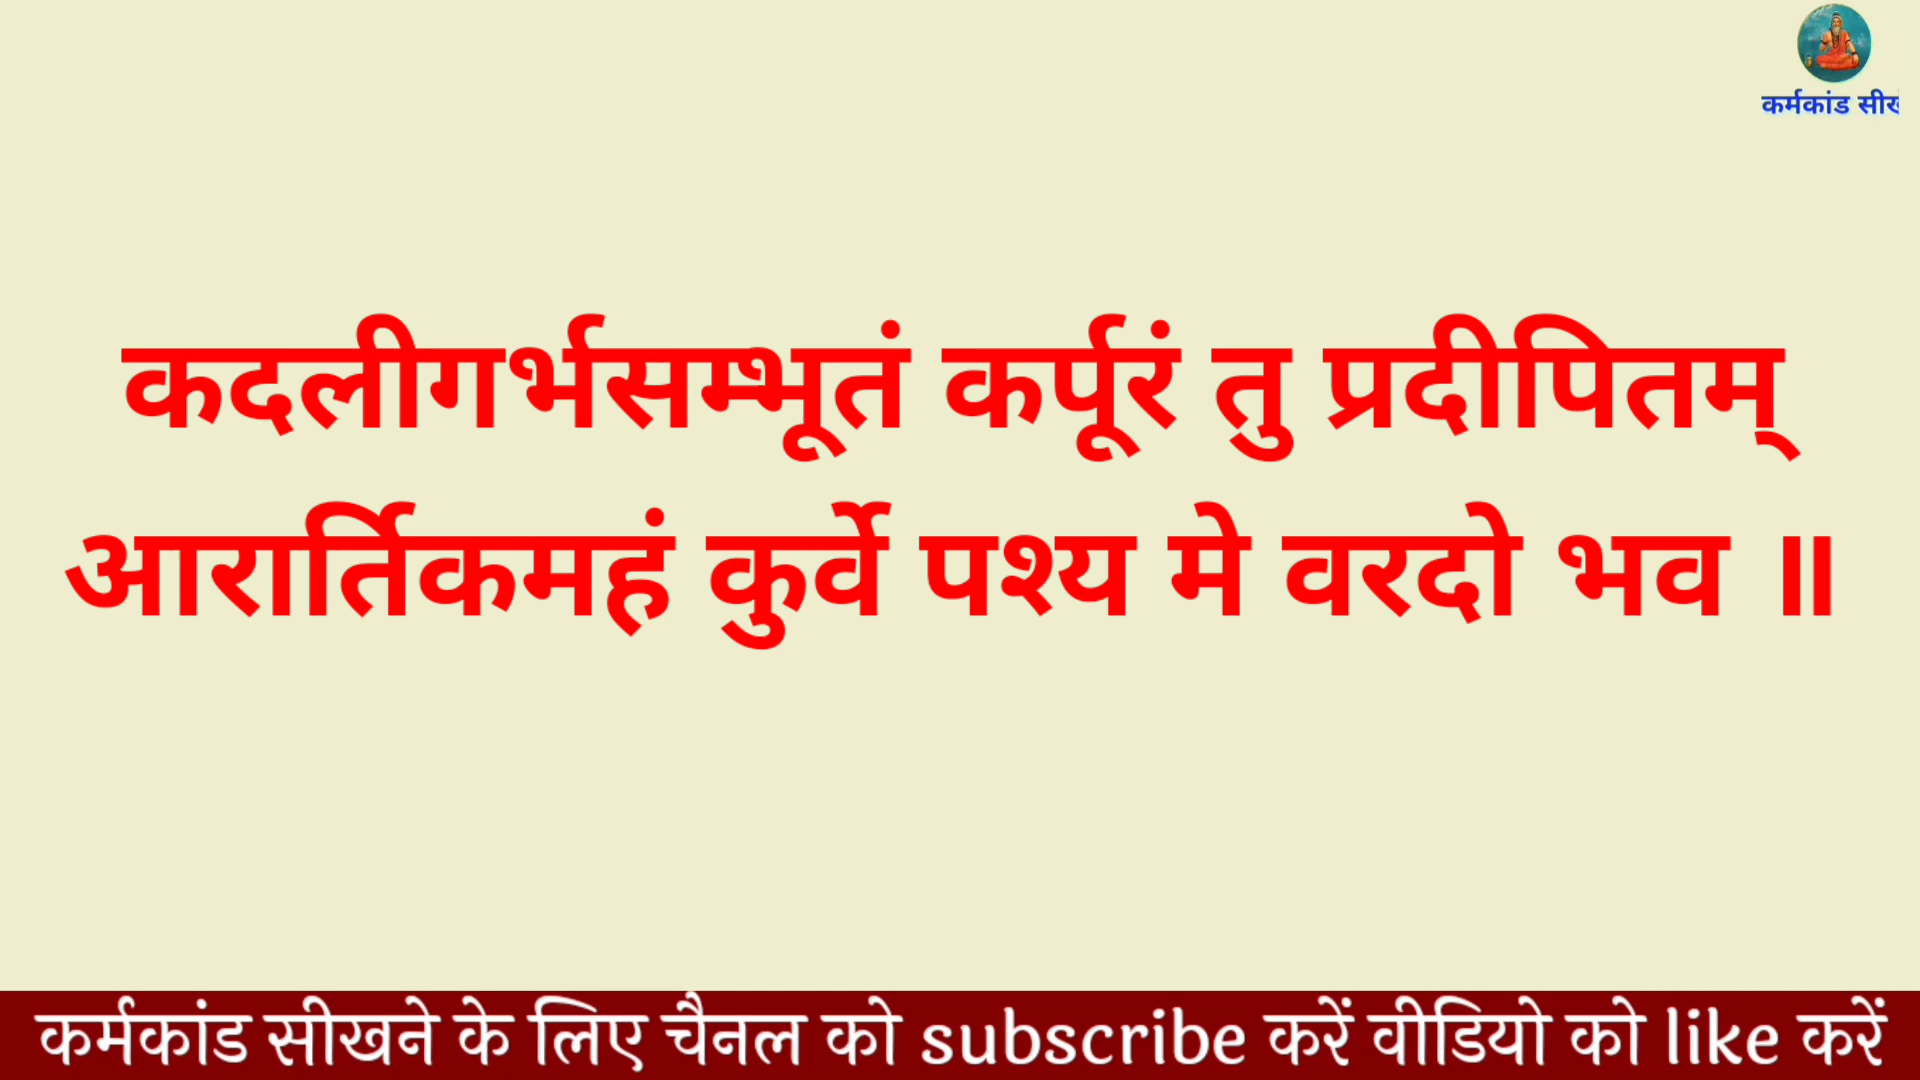 कर्मकांड सीख
कदलीगर्भसम्भूतं कर्पूरं तु प्रदीपितम्
आरार्तिकमहं कुर्वे पश्य मे वरदो भव ॥
कर्मकांड सीखने के लिए चैनल को subscribe करें वीडियो को like करें